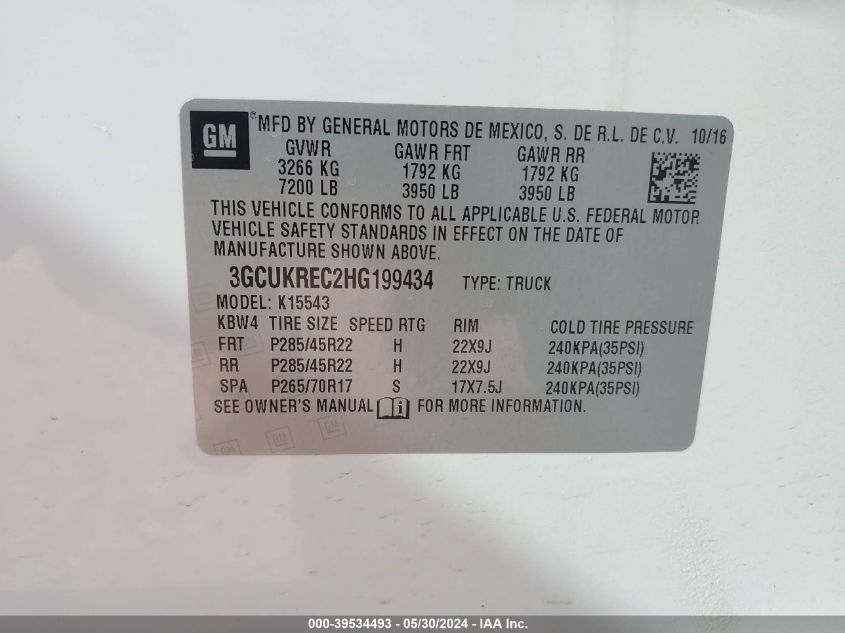 GM ® MFD BY GENERAL MOTORS DE MEXICO, S. DE R.L. DE C.V. 10/16
GVWR GAWR FRT GAWR RR
3266 KG 1792 KG 1792 KG
7200 LB 3950 LB 3950 LB
THIS VEHICLE CONFORMS TO ALL APPLICABLE U.S. FEDERAL MOTOR
VEHICLE SAFETY STANDARDS IN EFFECT ON THE DATE OF
MANUFACTURE SHOWN ABOVE.
3GCUKREC2HG199434 TYPE: TRUCK
MODEL: K15543
KBW4 TIRE SIZE SPEED RTG RIM COLD TIRE PRESSURE
FRT P285/45R22 H 22X9J 240KPA(35PSI)
RR P285/45R22 H 22X9J 240KPA(35PSI)
SPA P265/70R17 S 17X7.5J 240KPA(35PSI)
SEE OWNER'S MANUAL i FOR MORE INFORMATION.
GM GM GM
000-39534493 - 05/30/2024 - IAA Inc.